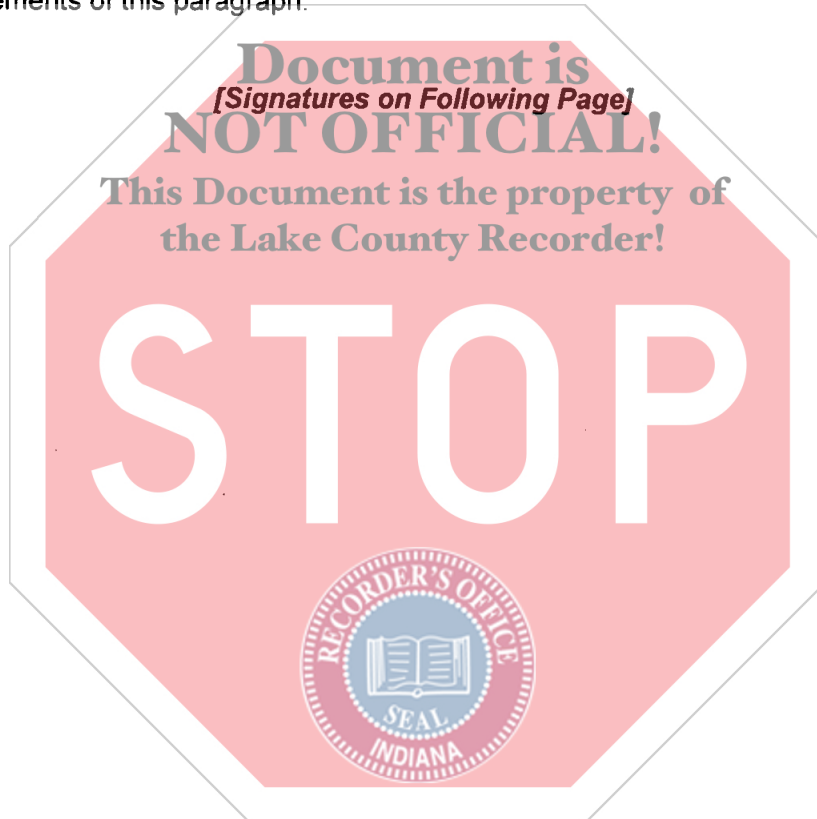 ements of this paragraph.
Document is
[Signatures on Following Page]
NOT OFFICIAL!
This Document is the property of
the Lake County Recorder!
STOP
RECORDER'S OFFICE
SEAL
INDIANA